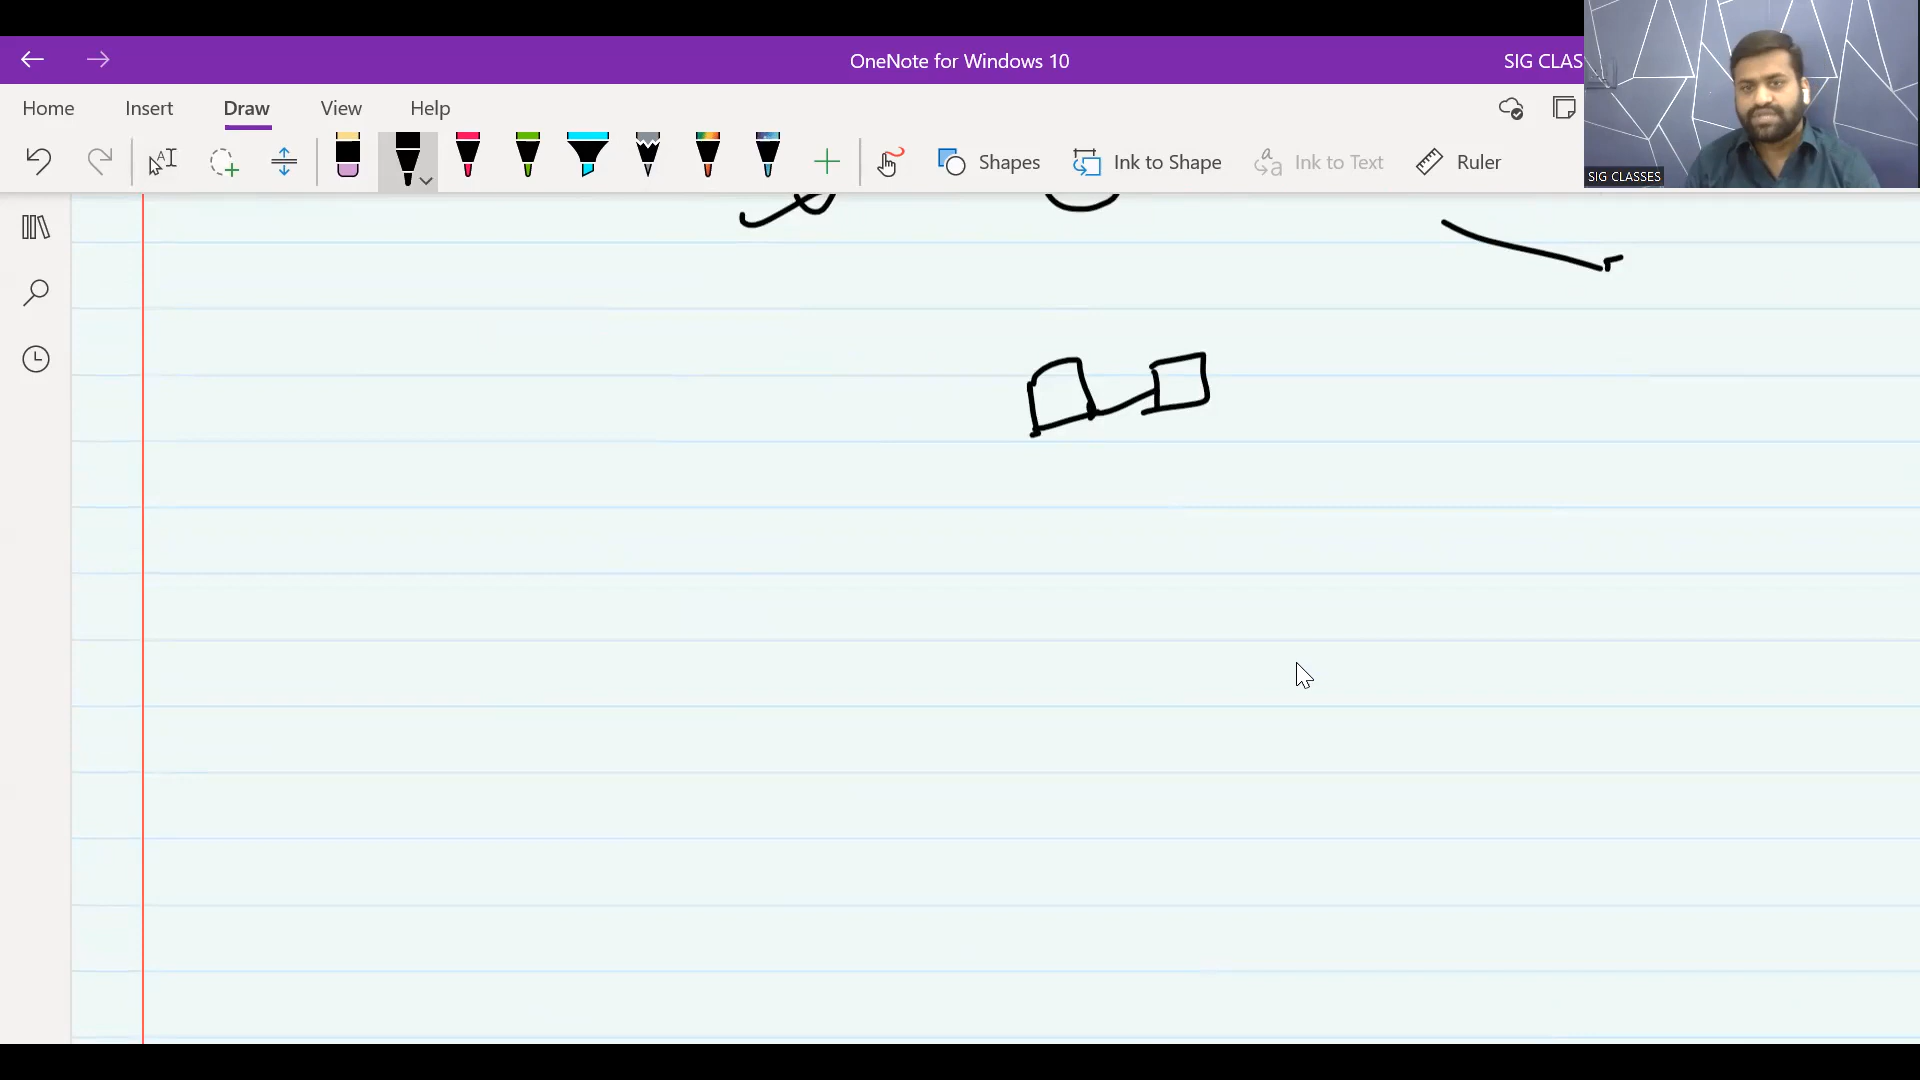 OneNote for Windows 10
SIG CLAS
Home Insert Draw View Help
Shapes Ink to Shape Ink to Text Ruler
SIG CLASSES